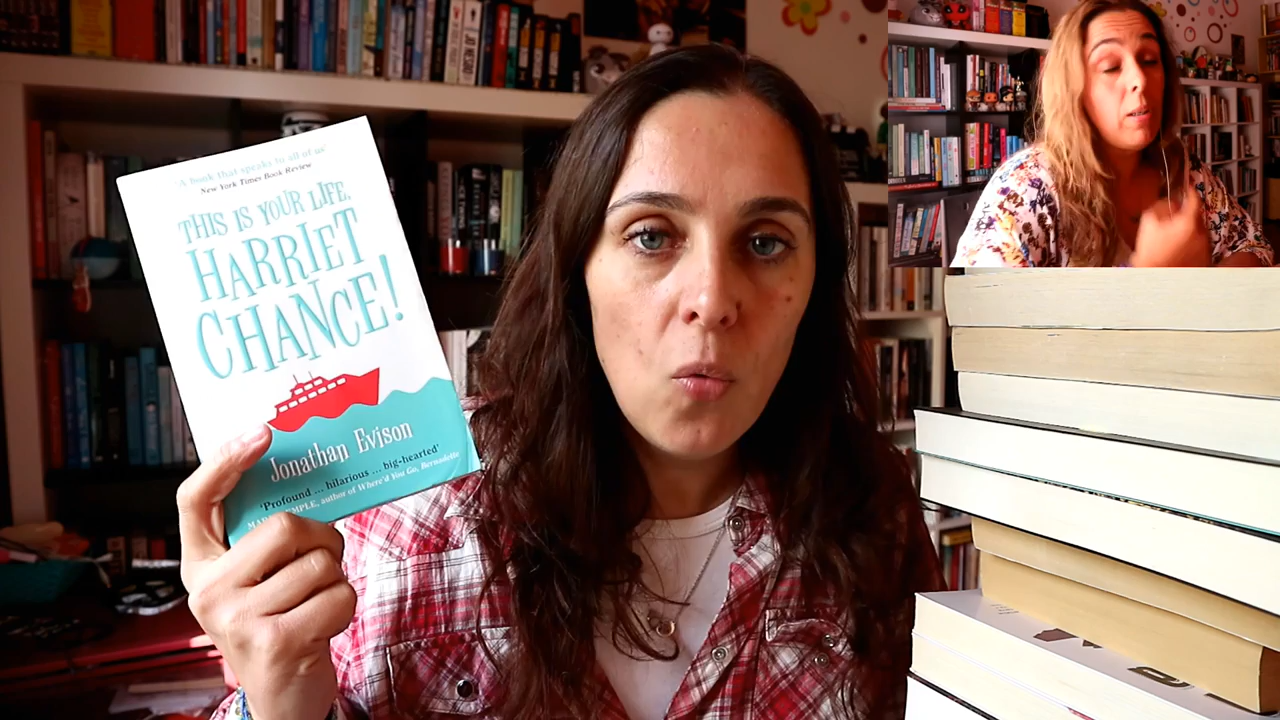 'A book that speaks to all of us'
New York Times Book Review
THIS IS YOUR LIFE,
HARRIET
CHANCE!
Jonathan Evison
'Profound ... hilarious ... big-hearted'
author of Where'd You Go, Bernadette